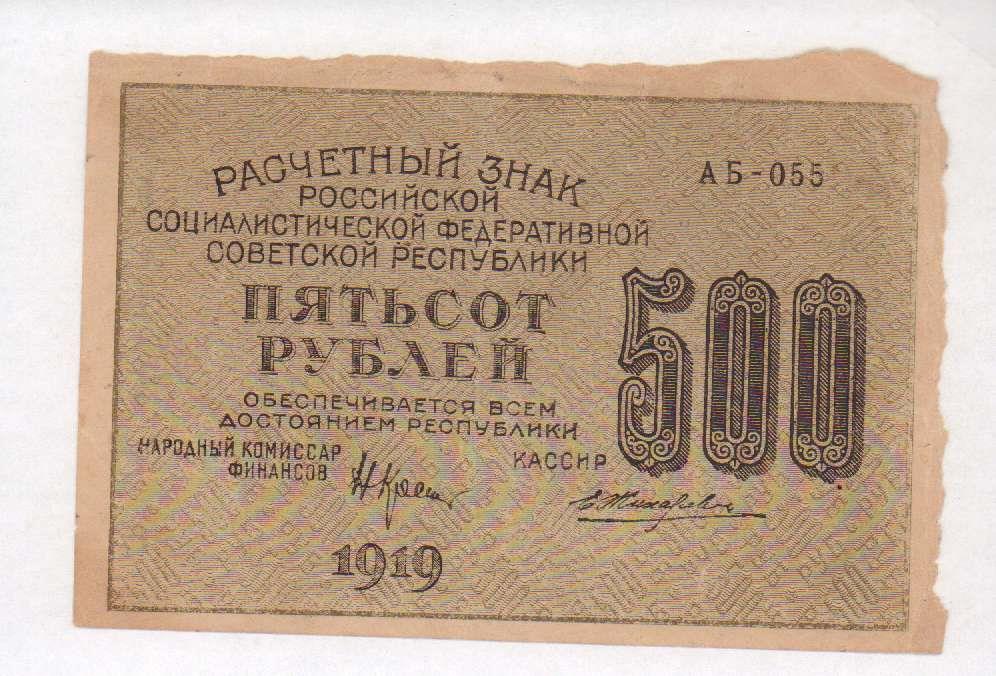 РАСЧЕТНЫЙ ЗНАК
РОССИЙСКОЙ
СОЦИАЛИСТИЧЕСКОЙ ФЕДЕРАТИВНОЙ
СОВЕТСКОЙ РЕСПУБЛИКИ
ПЯТЬСОТ
РУБЛЕЙ
ОБЕСПЕЧИВАЕТСЯ ВСЕМ
ДОСТОЯНИЕМ РЕСПУБЛИКИ
НАРОДНЫЙ КОМИССАР
ФИНАНСОВ
КАССИР
1919
АБ-055
500